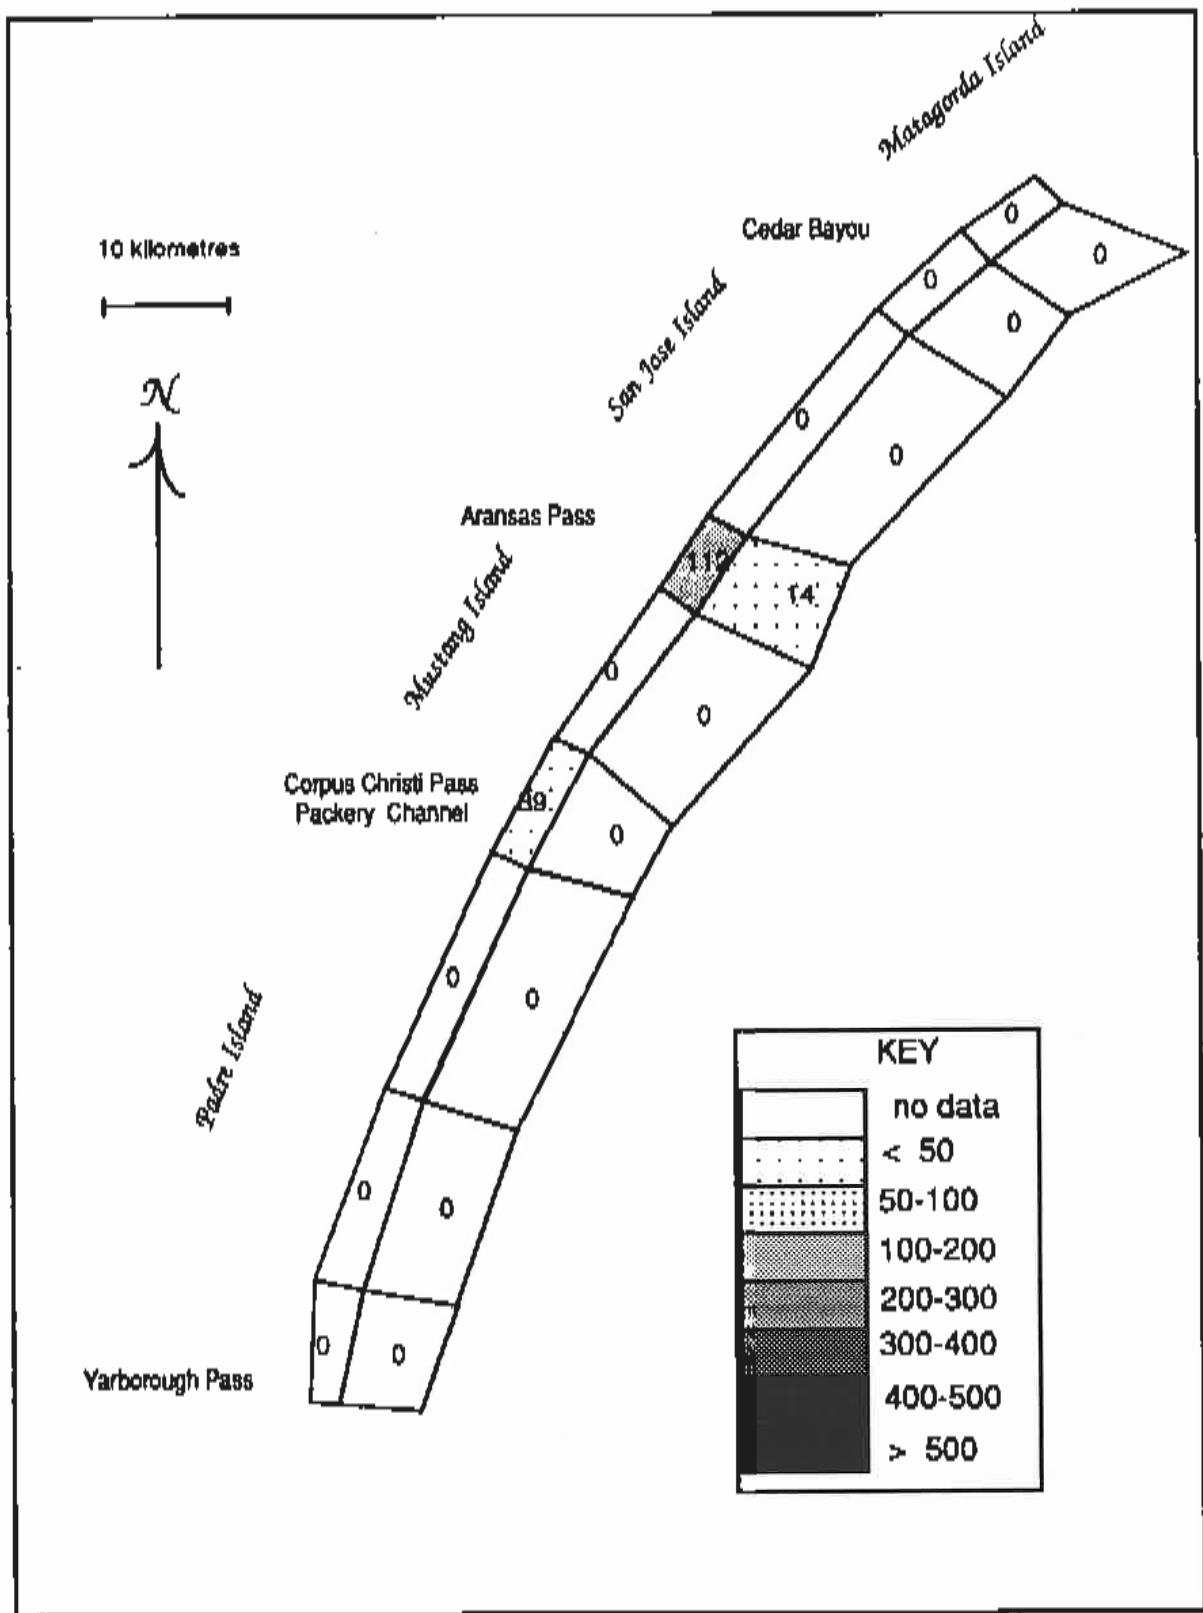 Matagorda Island
0
Cedar Bayou
10 kilometres
0
0
0
San Jose Island
0
N
0
0
Aransas Pass
112
14
Mustang Island
0
0
Corpus Christi Pass
Packery Channel
0
0
0
Padre Island
KEY
no data
< 50
50-100
100-200
200-300
300-400
400-500
> 500
0
0
0
0
Yarborough Pass